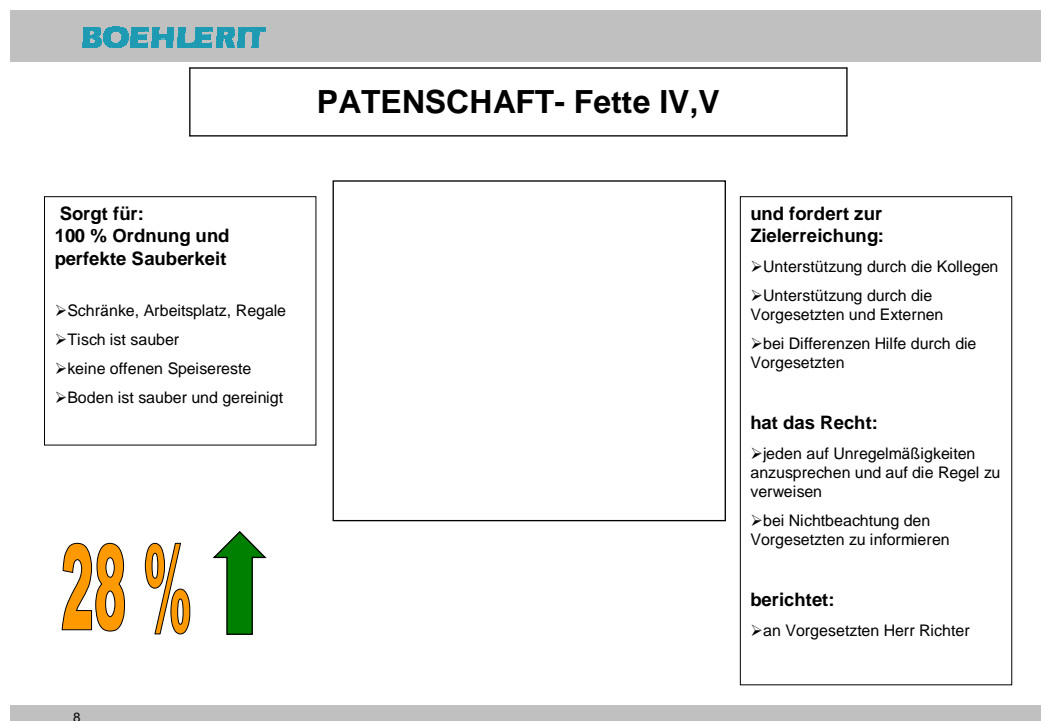 BOEHLERIT
PATENSCHAFT- Fette IV,V
Sorgt für:
100 % Ordnung und
perfekte Sauberkeit
➢Schränke, Arbeitsplatz, Regale
➢Tisch ist sauber
➢keine offenen Speisereste
➢Boden ist sauber und gereinigt
28 %
und fordert zur
Zielerreichung:
➢Unterstützung durch die Kollegen
➢Unterstützung durch die
Vorgesetzten und Externen
➢bei Differenzen Hilfe durch die
Vorgesetzten
hat das Recht:
➢jeden auf Unregelmäßigkeiten
anzusprechen und auf die Regel zu
verweisen
➢bei Nichtbeachtung den
Vorgesetzten zu informieren
berichtet:
➢an Vorgesetzten Herr Richter
8